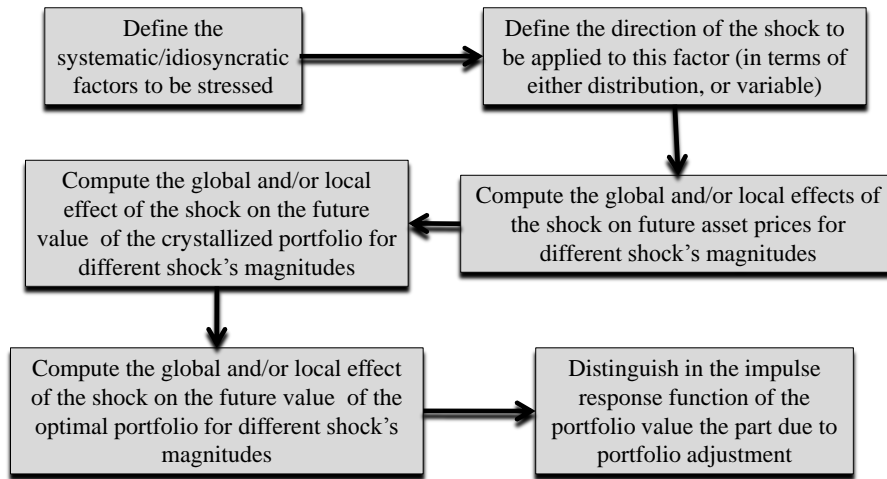 Define the
systematic/idiosyncratic
factors to be stressed
Define the direction of the shock to
be applied to this factor (in terms of
either distribution, or variable)
Compute the global and/or local effects of
the shock on future asset prices for
different shock's magnitudes
Compute the global and/or local
effect of the shock on the future
value of the crystallized portfolio for
different shock's magnitudes
Compute the global and/or local effect
of the shock on the future value of the
optimal portfolio for different shock's
magnitudes
Distinguish in the impulse
response function of the
portfolio value the part due to
portfolio adjustment